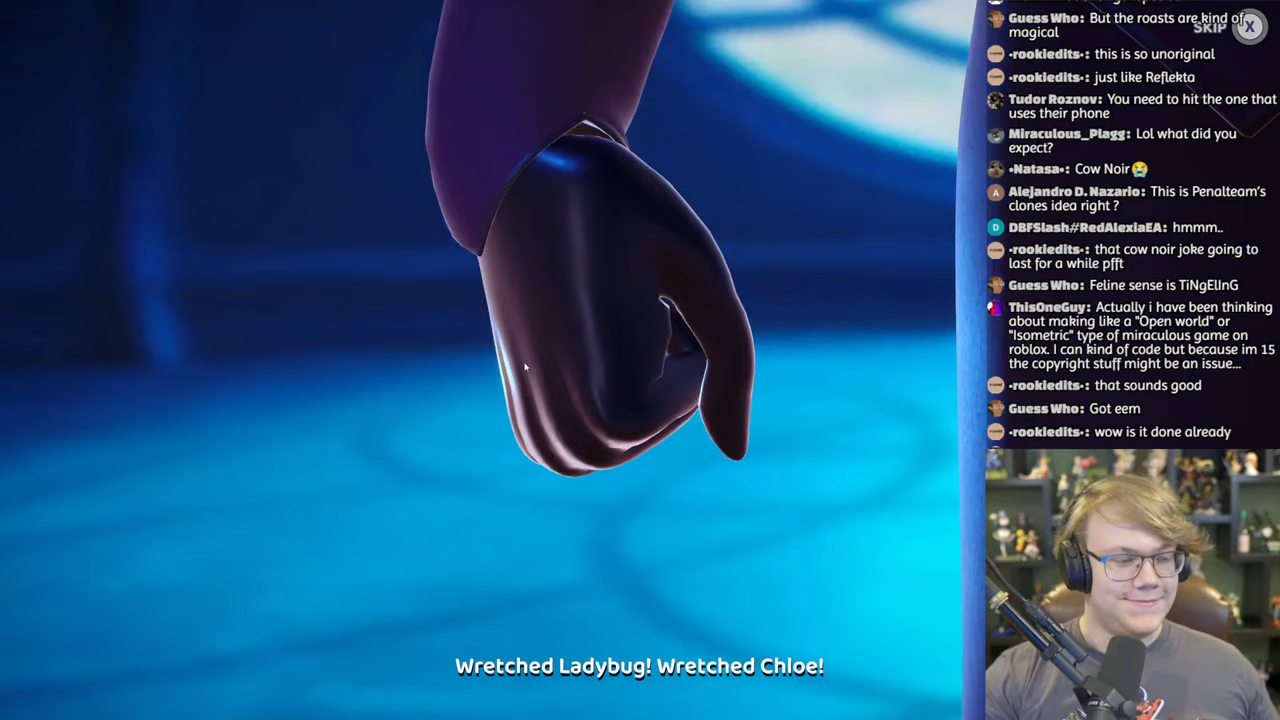 Guess Who: But the roasts are kind of
magical
SKIP X
•rookiedits•: this is so unoriginal
•rookiedits•: just like Reflekta
Tudor Roznov: You need to hit the one that
uses their phone
Miraculous_Plagg: Lol what did you
expect?
•Natasa•: Cow Noir😭
A Alejandro D. Nazario: This is Penalteam's
clones idea right ?
D DBFSlash#RedAlexiaEA: hmmm..
•rookiedits•: that cow noir joke going to
last for a while pfft
Guess Who: Feline sense is TiNgElInG
ThisOneGuy: Actually i have been thinking
about making like a "Open world" or
"Isometric" type of miraculous game on
roblox. I can kind of code but because im 15
the copyright stuff might be an issue...
•rookiedits•: that sounds good
Guess Who: Got eem
•rookiedits•: wow is it done already
Wretched Ladybug! Wretched Chloe!